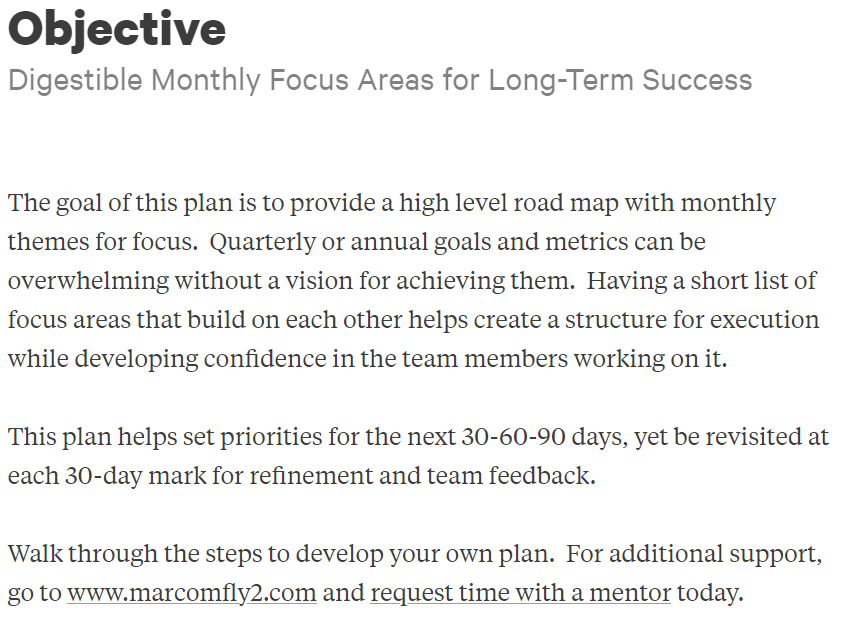 Objective
Digestible Monthly Focus Areas for Long-Term Success
The goal of this plan is to provide a high level road map with monthly
themes for focus.  Quarterly or annual goals and metrics can be
overwhelming without a vision for achieving them.  Having a short list of
focus areas that build on each other helps create a structure for execution
while developing confidence in the team members working on it.
This plan helps set priorities for the next 30-60-90 days, yet be revisited at
each 30-day mark for refinement and team feedback.
Walk through the steps to develop your own plan.  For additional support,
go to www.marcomfly2.com and request time with a mentor today.